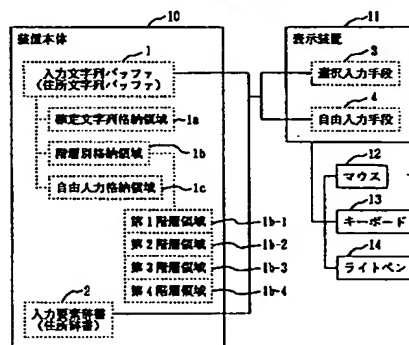 10
装置本体
1
入力文字列バッファ
(住所文字列バッファ)
確定文字列格納領域
1a
階層別格納領域
1b
自由入力格納領域
1c
第1階層領域
1b-1
第2階層領域
1b-2
第3階層領域
1b-3
第4階層領域
1b-4
2
入力要素辞書
(住所辞書)
11
表示装置
3
選択入力手段
4
自由入力手段
12
マウス
13
キーボード
14
ライトペン